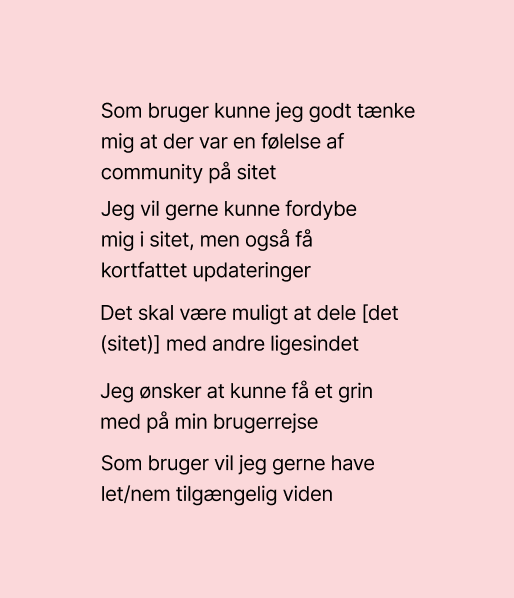 Som bruger kunne jeg godt tænke
mig at der var en følelse af
community på sitet
Jeg vil gerne kunne fordybe
mig i sitet, men også få
kortfattet updateringer
Det skal være muligt at dele [det
(sitet)] med andre ligesindet
Jeg ønsker at kunne få et grin
med på min brugerrejse
Som bruger vil jeg gerne have
let/nem tilgængelig viden